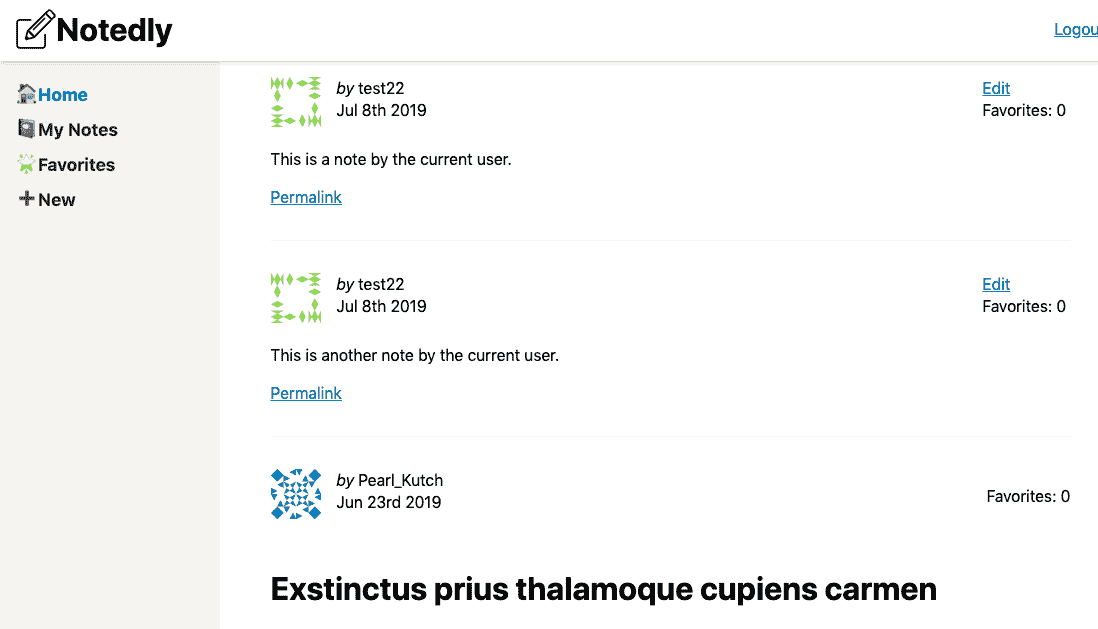 Notedly
Logou
Home
My Notes
Favorites
New
by test22
Jul 8th 2019
Edit
Favorites: 0
This is a note by the current user.
Permalink
by test22
Jul 8th 2019
Edit
Favorites: 0
This is another note by the current user.
Permalink
by Pearl_Kutch
Jun 23rd 2019
Favorites: 0
Exstinctus prius thalamoque cupiens carmen